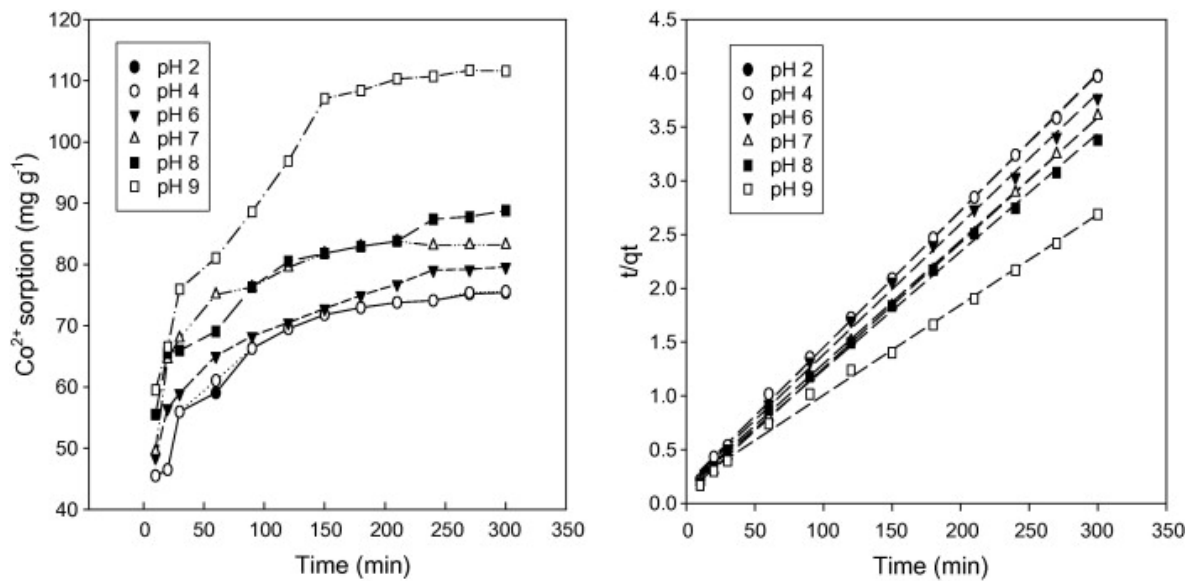 120
110
100
90
80
70
60
50
40
Co²⁺ sorption (mg g⁻¹)
pH 2
pH 4
pH 6
pH 7
pH 8
pH 9
0 50 100 150 200 250 300 350
Time (min)
4.5
4.0
3.5
3.0
2.5
2.0
1.5
1.0
0.5
0.0
t/qt
pH 2
pH 4
pH 6
pH 7
pH 8
pH 9
0 50 100 150 200 250 300 350
Time (min)